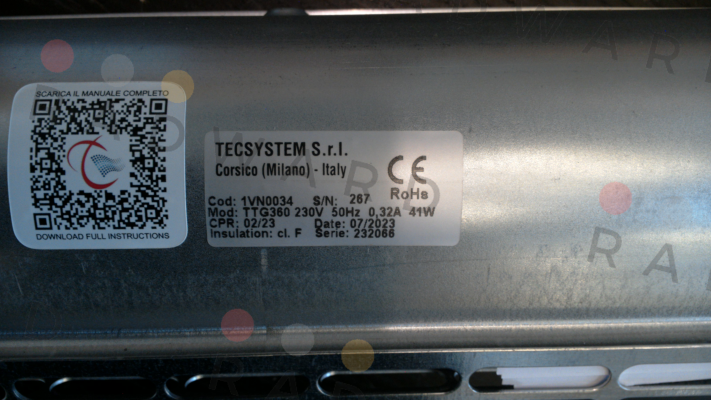 SCARICA IL MANUALE COMPLETO
DOWNLOAD FULL INSTRUCTIONS
TECSYSTEM S.r.l.
Corsico (Milano) - Italy
CE
RoHs
Cod: 1VN0034 S/N: 267
Mod: TTG360 230V 50Hz 0,32A 41W
CPR: 02/23 Date: 07/2023
Insulation: cl. F Serie: 232066